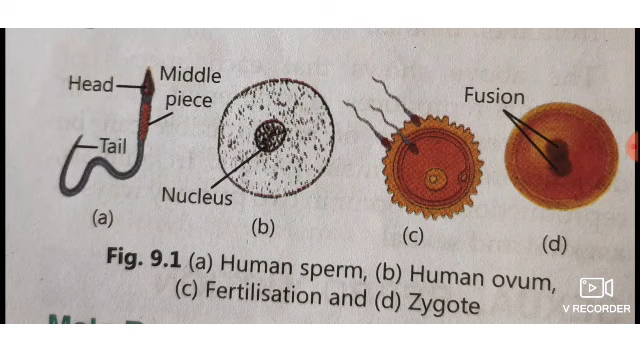 Head
Middle
piece
Tail
Nucleus
Fusion
(a)
(b)
(c)
(d)
Fig. 9.1 (a) Human sperm, (b) Human ovum,
(c) Fertilisation and (d) Zygote
V RECORDER